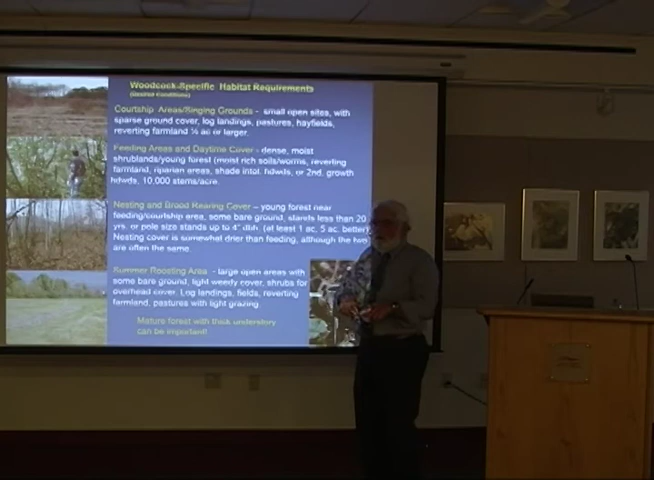 Woodcock-Specific Habitat Requirements
(Desired Conditions)
Courtship Areas/Singing Grounds - small open sites, with
sparse ground cover, log landings, pastures, hayfields,
reverting farmland ¼ ac or larger.
Feeding Areas and Daytime Cover - dense, moist
shrublands/young forest (moist rich soils/worms, reverting
farmland, riparian areas, shade intol. hdwds, or 2nd. growth
hdwds, 10,000 stems/acre.
Nesting and Brood Rearing Cover – young forest near
feeding/courtship area, some bare ground, stands less than 20
yrs. or pole size stands up to 4" dbh. (at least 1 ac, 5 ac. better)
Nesting cover is somewhat drier than feeding, although the two
are often the same.
Summer Roosting Area - large open areas with
some bare ground, light weedy cover, shrubs for
overhead cover. Log landings, fields, reverting
farmland, pastures with light grazing.
Mature forest with thick understory
can be important!